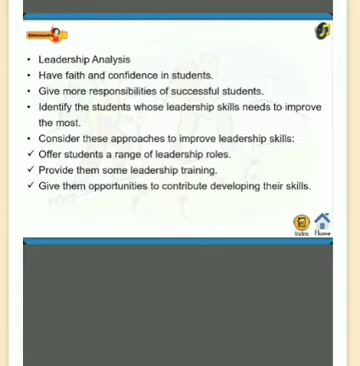 • Leadership Analysis
• Have faith and confidence in students.
• Give more responsibilities of successful students.
• Identify the students whose leadership skills needs to improve
the most.
• Consider these approaches to improve leadership skills:
✓ Offer students a range of leadership roles.
✓ Provide them some leadership training.
✓ Give them opportunities to contribute developing their skills.
Index Home